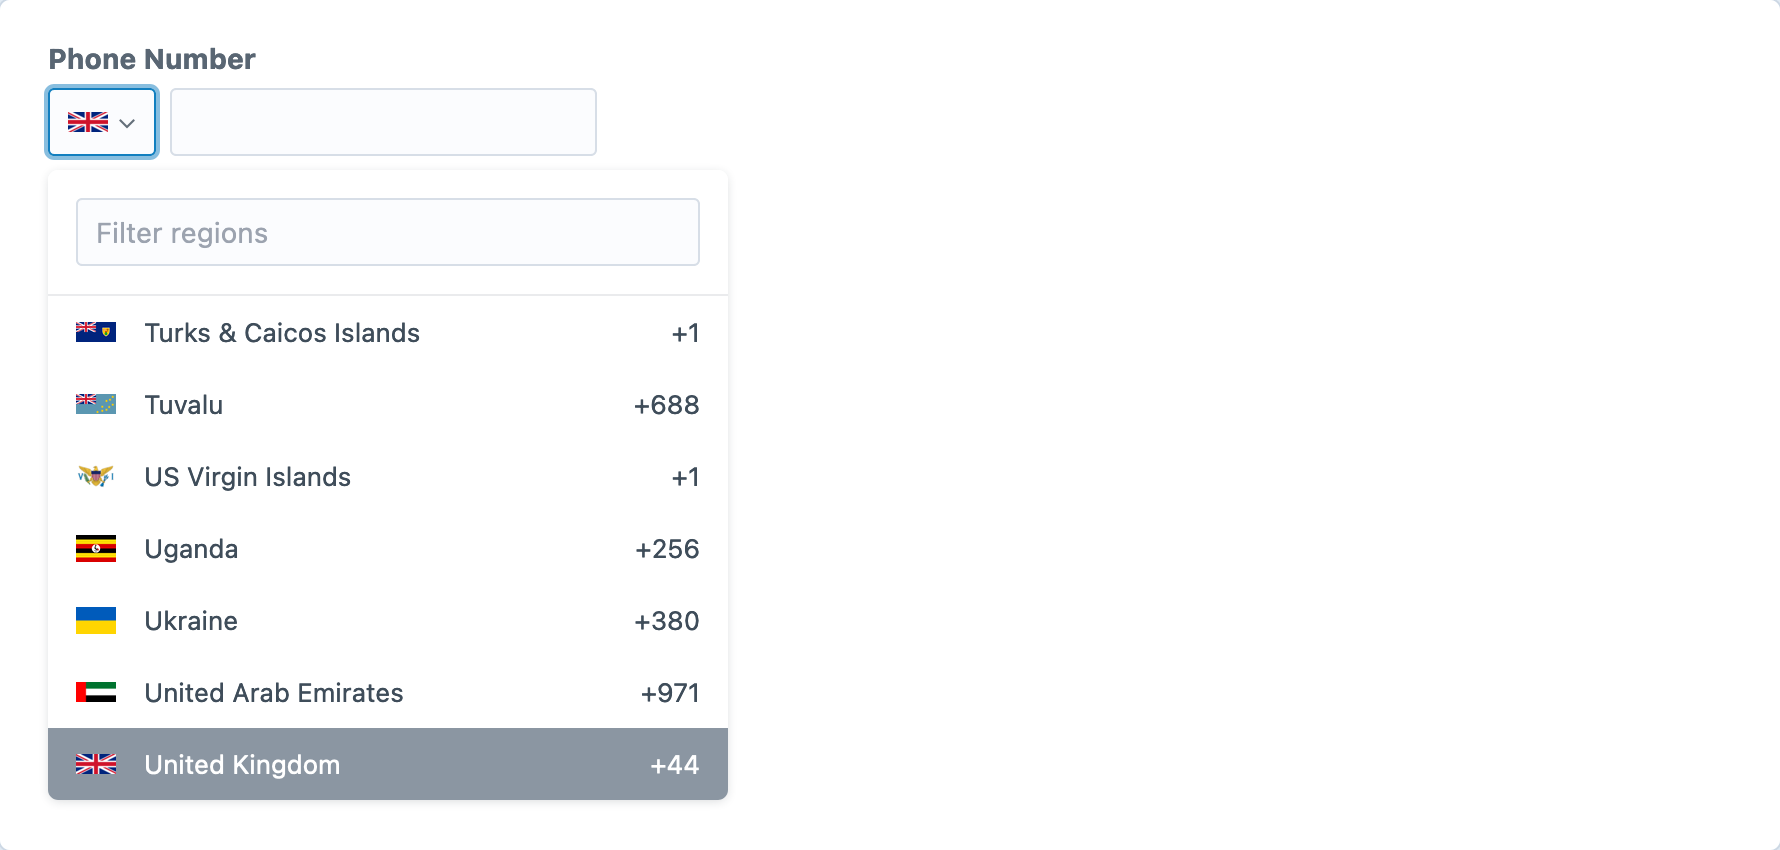 Phone Number
Filter regions
Turks & Caicos Islands +1
Tuvalu +688
US Virgin Islands +1
Uganda +256
Ukraine +380
United Arab Emirates +971
United Kingdom +44